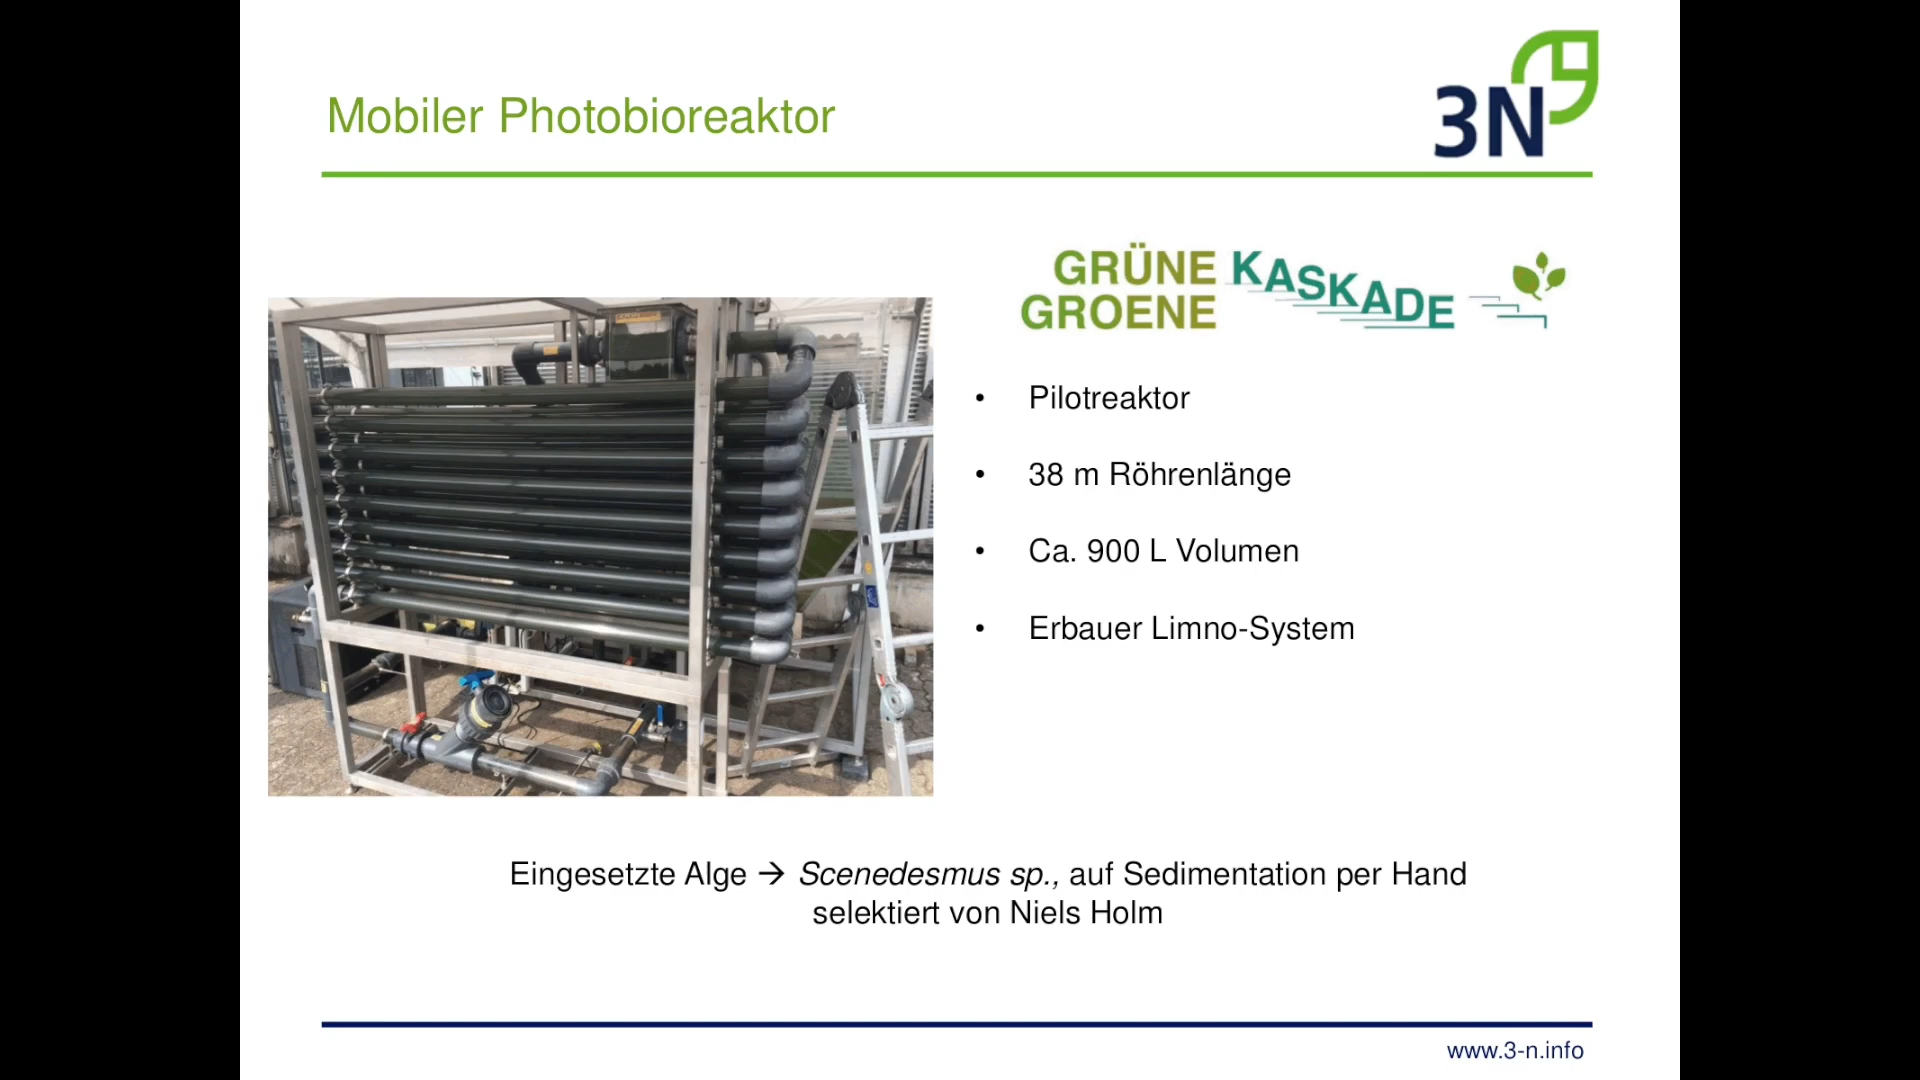 Mobiler Photobioreaktor
3N
GRÜNE KASKADE
GROENE
• Pilotreaktor
• 38 m Röhrenlänge
• Ca. 900 L Volumen
• Erbauer Limno-System
Eingesetzte Alge → Scenedesmus sp., auf Sedimentation per Hand
selektiert von Niels Holm
www.3-n.info